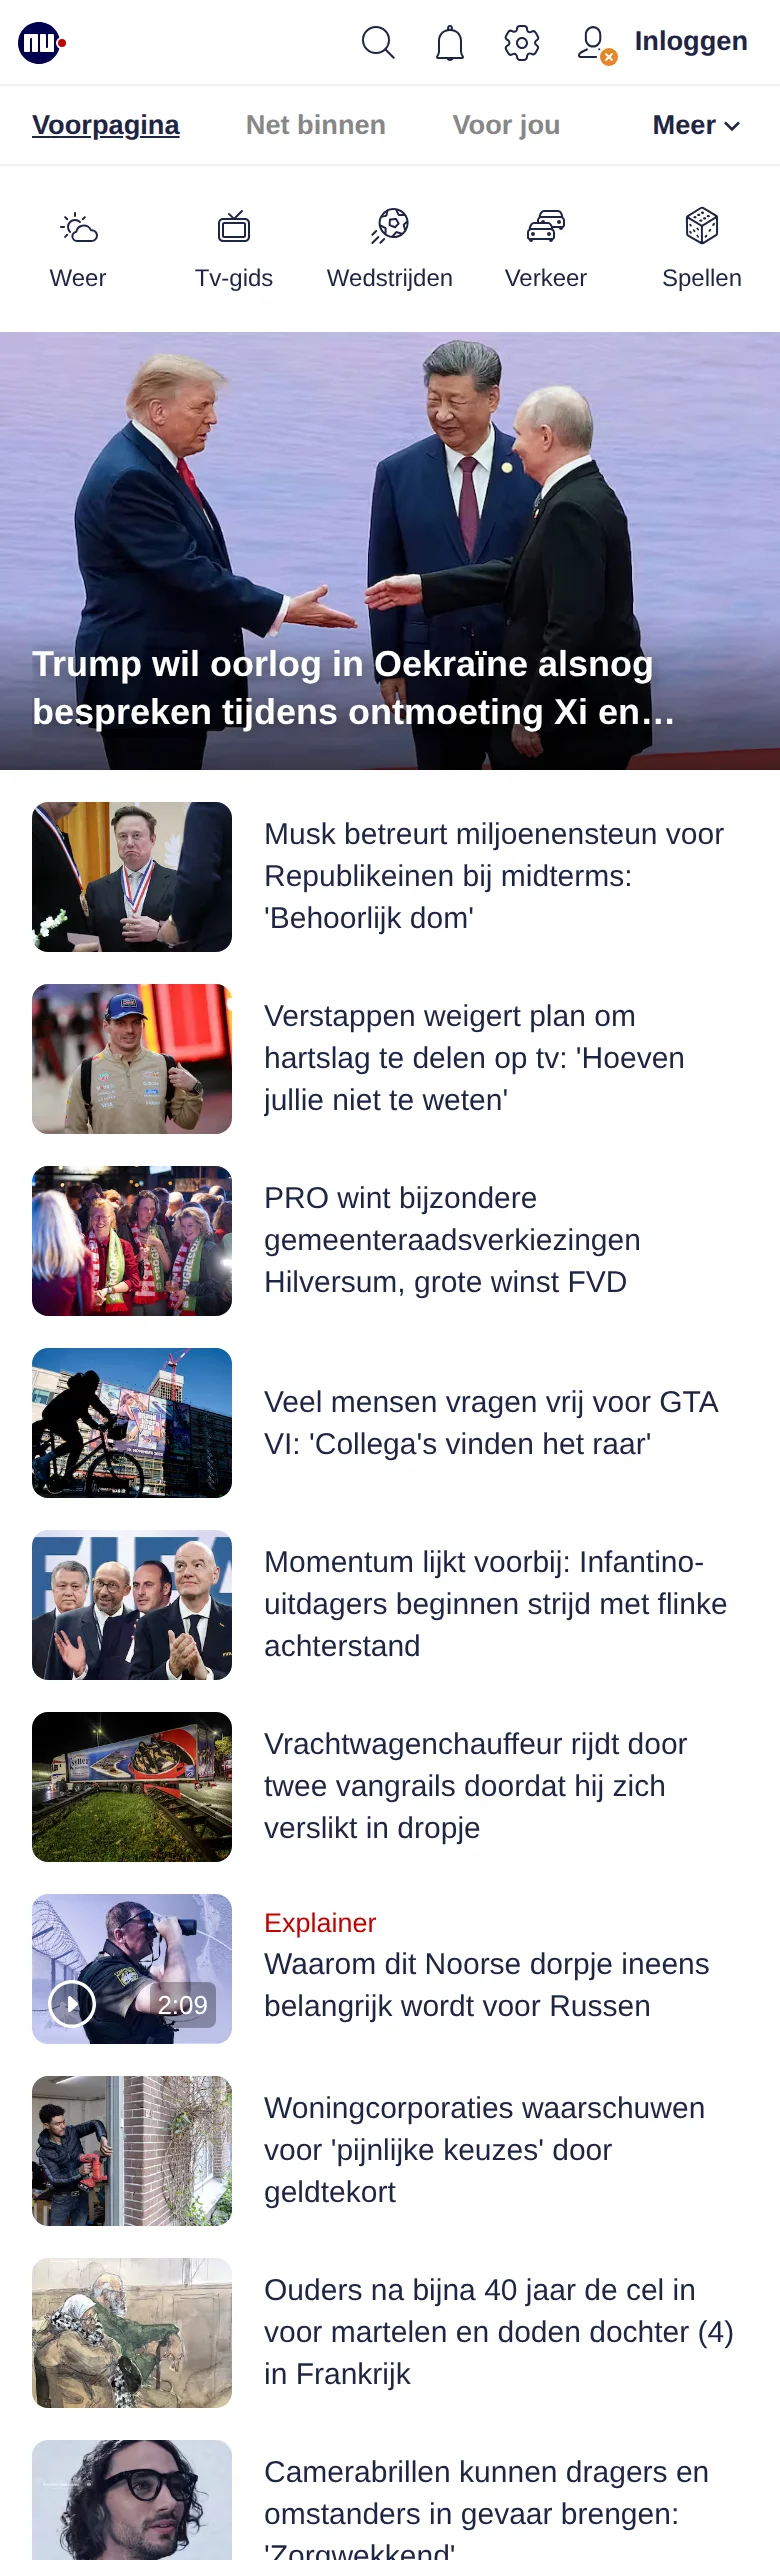 nu
Inloggen
Voorpagina
Net binnen
Voor jou
Meer
Weer
Tv-gids
Wedstrijden
Verkeer
Spellen
Trump wil oorlog in Oekraïne alsnog
bespreken tijdens ontmoeting Xi en...
Musk betreurt miljoenensteun voor
Republikeinen bij midterms:
'Behoorlijk dom'
Verstappen weigert plan om
hartslag te delen op tv: 'Hoeven
jullie niet te weten'
PRO wint bijzondere
gemeenteraadsverkiezingen
Hilversum, grote winst FVD
Veel mensen vragen vrij voor GTA
VI: 'Collega's vinden het raar'
Momentum lijkt voorbij: Infantino-
uitdagers beginnen strijd met flinke
achterstand
Vrachtwagenchauffeur rijdt door
twee vangrails doordat hij zich
verslikt in dropje
2:09
Explainer
Waarom dit Noorse dorpje ineens
belangrijk wordt voor Russen
Woningcorporaties waarschuwen
voor 'pijnlijke keuzes' door
geldtekort
Ouders na bijna 40 jaar de cel in
voor martelen en doden dochter (4)
in Frankrijk
Camerabrillen kunnen dragers en
omstanders in gevaar brengen:
'Zorgwekkend'